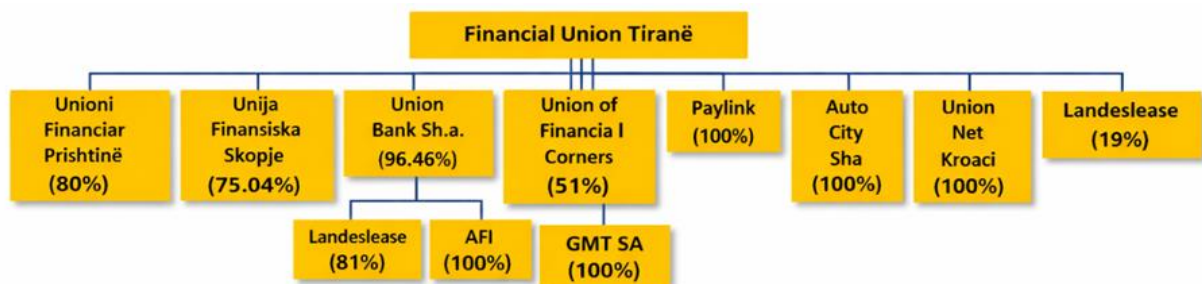 Financial Union Tiranë
Unioni
Financiar
Prishtinë
(80%)
Unija
Finansiska
Skopje
(75.04%)
Union
Bank Sh.a.
(96.46%)
Union of
Financia l
Corners
(51%)
Paylink
(100%)
Auto
City
Sha
(100%)
Union
Net
Kroaci
(100%)
Landeslease
(19%)
Landeslease
(81%)
AFI
(100%)
GMT SA
(100%)